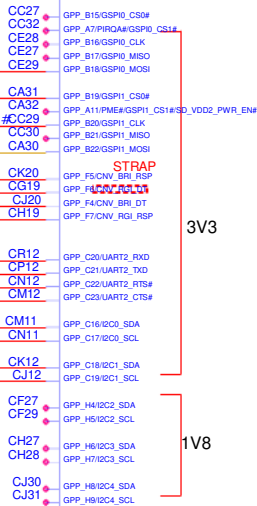 CC27 GPP_B15/GSPI0_CS0#
CC32 GPP_A7/PIRQA#/GSPI0_CS1#
CE28 GPP_B16/GSPI0_CLK
CE27 GPP_B17/GSPI0_MISO
CE29 GPP_B18/GSPI0_MOSI
CA31 GPP_B19/GSPI1_CS0#
CA32 GPP_A11/PME#/GSPI1_CS1#/SD_VDD2_PWR_EN#
#CC29 GPP_B20/GSPI1_CLK
CC30 GPP_B21/GSPI1_MISO
CA30 GPP_B22/GSPI1_MOSI
STRAP
CK20 GPP_F5/CNV_BRI_RSP
CG19 GPP_F6/CNV_RGI_DT
CJ20 GPP_F4/CNV_BRI_DT
CH19 GPP_F7/CNV_RGI_RSP
3V3
CR12 GPP_C20/UART2_RXD
CP12 GPP_C21/UART2_TXD
CN12 GPP_C22/UART2_RTS#
CM12 GPP_C23/UART2_CTS#
CM11 GPP_C16/I2C0_SDA
CN11 GPP_C17/I2C0_SCL
CK12 GPP_C18/I2C1_SDA
CJ12 GPP_C19/I2C1_SCL
CF27 GPP_H4/I2C2_SDA
CF29 GPP_H5/I2C2_SCL
1V8
CH27 GPP_H6/I2C3_SDA
CH28 GPP_H7/I2C3_SCL
CJ30 GPP_H8/I2C4_SDA
CJ31 GPP_H9/I2C4_SCL